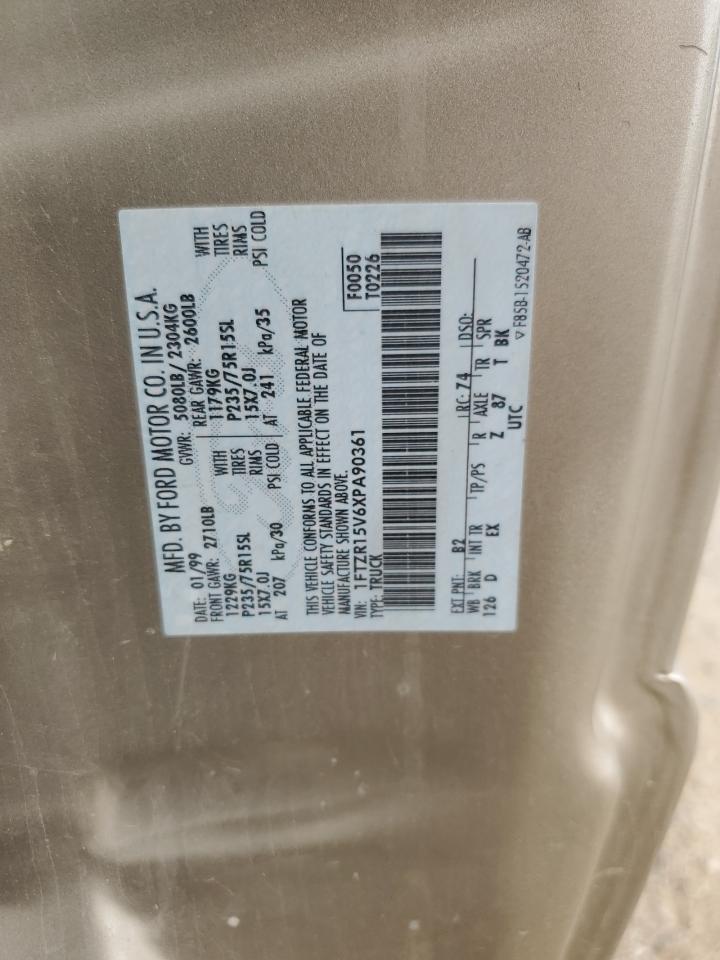 MFD. BY FORD MOTOR CO. IN U.S.A.
DATE: 01/99 GVWR: 5080LB/ 2304KG
FRONT GAWR: 2710LB REAR GAWR: 2600LB
1229KG WITH 1179KG WITH
P235/75R15SL TIRES P235/75R15SL TIRES
15X7.0J RIMS 15X7.0J RIMS
AT 207 kPa/30 PSI COLD AT 241 kPa/35 PSI COLD
THIS VEHICLE CONFORMS TO ALL APPLICABLE FEDERAL MOTOR
VEHICLE SAFETY STANDARDS IN EFFECT ON THE DATE OF
MANUFACTURE SHOWN ABOVE.
VIN: 1FTZR15V6XPA90361 F0050
TYPE: TRUCK T0226
EXT PNT: B2 RC: 74 DSO:
WB BRK INT TR TP/PS R AXLE TR SPR
126 D EX Z 87 T BK
UTC
▽F85B-1520472-AB